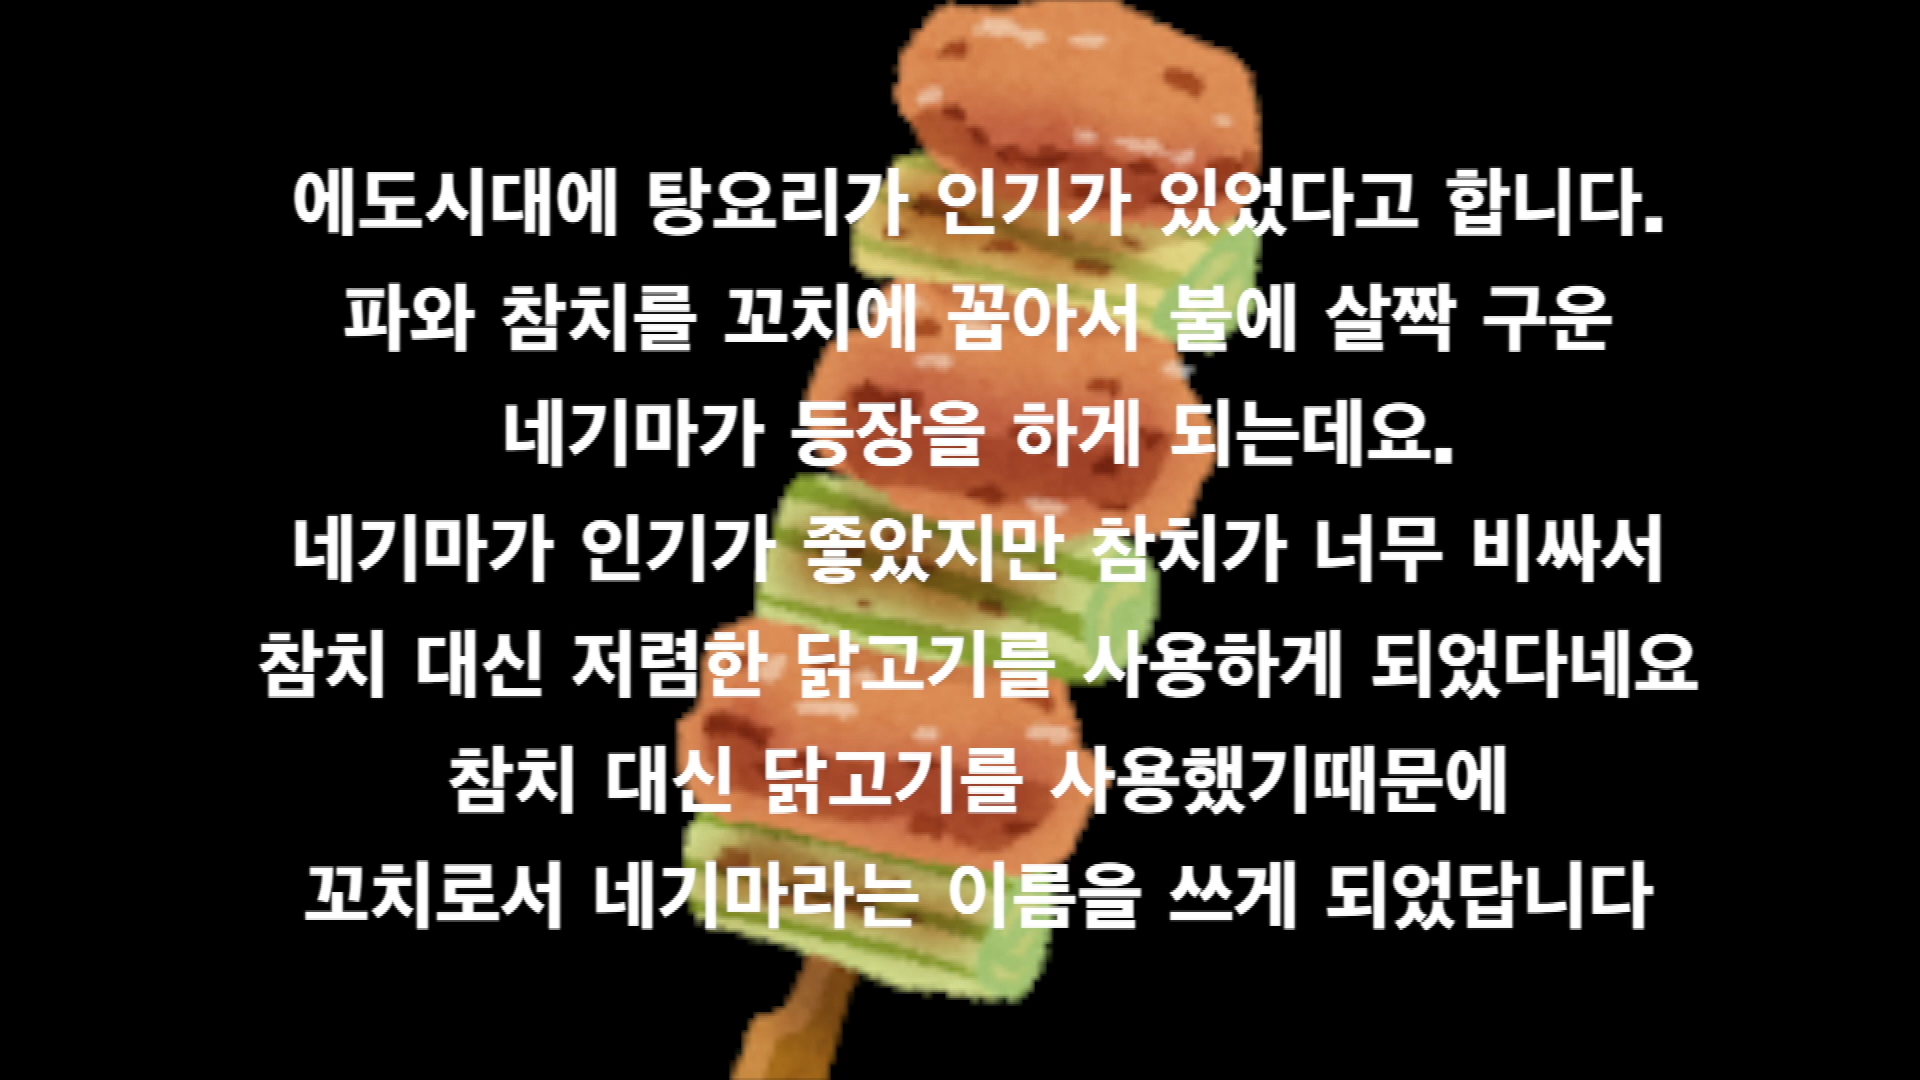 에도시대에 탕요리가 인기가 있었다고 합니다.
파와 참치를 꼬치에 꼽아서 불에 살짝 구운
네기마가 등장을 하게 되는데요.
네기마가 인기가 좋았지만 참치가 너무 비싸서
참치 대신 저렴한 닭고기를 사용하게 되었다네요
참치 대신 닭고기를 사용했기때문에
꼬치로서 네기마라는 이름을 쓰게 되었답니다